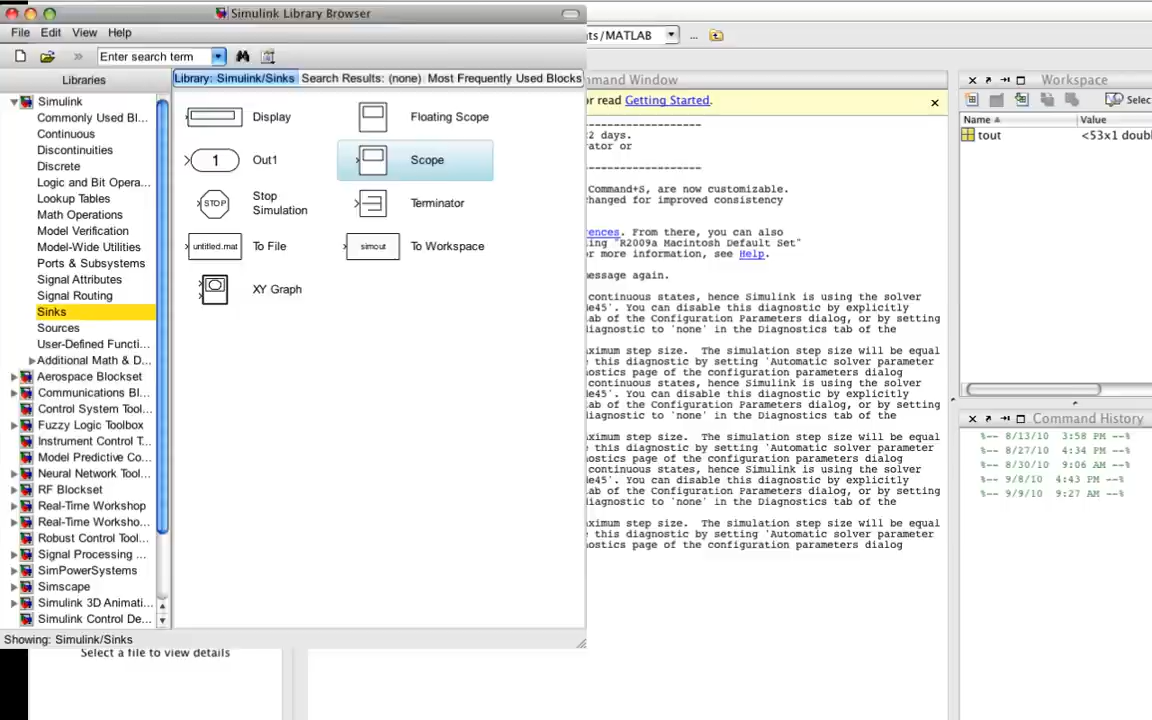 Simulink Library Browser
File Edit View Help
ts/MATLAB
...
Enter search term
Libraries
Library: Simulink/Sinks
Search Results: (none)
Most Frequently Used Blocks
Simulink
Commonly Used Bl...
Continuous
Discontinuities
Discrete
Logic and Bit Opera...
Lookup Tables
Math Operations
Model Verification
Model-Wide Utilities
Ports & Subsystems
Signal Attributes
Signal Routing
Sinks
Sources
User-Defined Functi...
Additional Math & D...
Aerospace Blockset
Communications Bl...
Control System Tool...
Fuzzy Logic Toolbox
Instrument Control T...
Model Predictive Co...
Neural Network Tool...
RF Blockset
Real-Time Workshop
Real-Time Worksho...
Robust Control Tool...
Signal Processing ...
SimPowerSystems
Simscape
Simulink 3D Animati...
Simulink Control De...
Display
Floating Scope
1
Out1
Scope
STOP
Stop
Simulation
Terminator
untitled.mat
To File
simout
To Workspace
XY Graph
Showing: Simulink/Sinks
Select a file to view details
mmand Window
or read Getting Started.
2 days.
rator or
Command+S, are now customizable.
hanged for improved consistency
ences. From there, you can also
ing "R2009a Macintosh Default Set"
or more information, see Help.
essage again.
continuous states, hence Simulink is using the solver
de45'. You can disable this diagnostic by explicitly
ab of the Configuration Parameters dialog, or by setting
diagnostic to 'none' in the Diagnostics tab of the
aximum step size. The simulation step size will be equal
this diagnostic by setting 'Automatic solver parameter
nostics page of the configuration parameters dialog
continuous states, hence Simulink is using the solver
de45'. You can disable this diagnostic by explicitly
ab of the Configuration Parameters dialog, or by setting
diagnostic to 'none' in the Diagnostics tab of the
aximum step size. The simulation step size will be equal
this diagnostic by setting 'Automatic solver parameter
nostics page of the configuration parameters dialog
continuous states, hence Simulink is using the solver
de45'. You can disable this diagnostic by explicitly
ab of the Configuration Parameters dialog, or by setting
diagnostic to 'none' in the Diagnostics tab of the
aximum step size. The simulation step size will be equal
this diagnostic by setting 'Automatic solver parameter
nostics page of the configuration parameters dialog
Workspace
Selec
Name Value
tout <53x1 doubl
Command History
%-- 8/13/10 3:58 PM --%
%-- 8/27/10 4:34 PM --%
%-- 8/30/10 9:06 AM --%
%-- 9/8/10 4:43 PM --%
%-- 9/9/10 9:27 AM --%